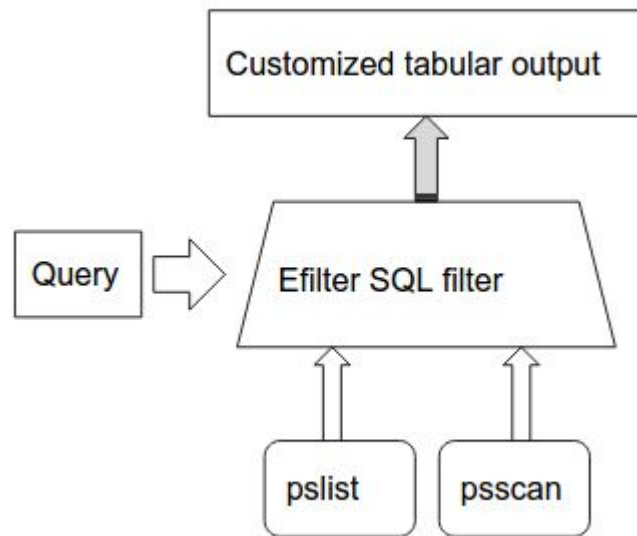 Customized tabular output
Query
Efilter SQL filter
pslist
psscan